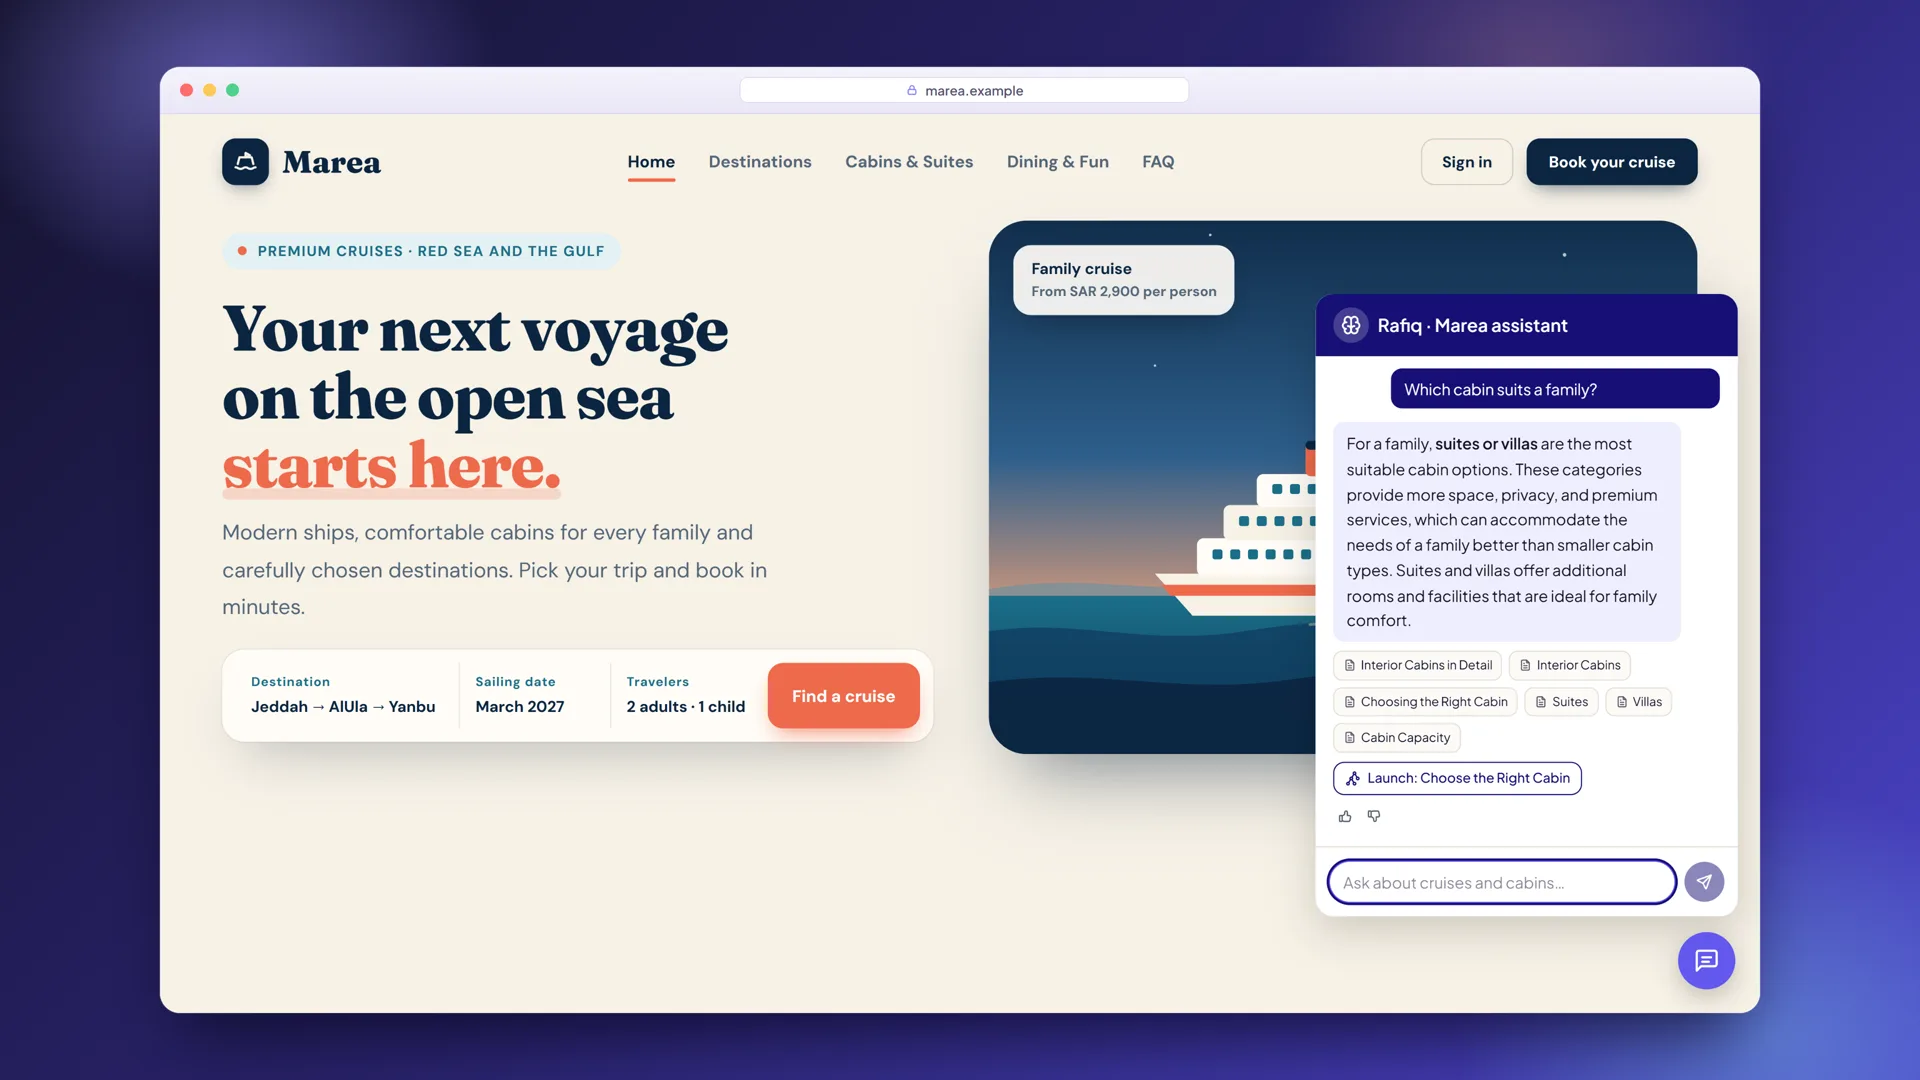 marea.example
Marea
Home
Destinations
Cabins & Suites
Dining & Fun
FAQ
Sign in
Book your cruise
PREMIUM CRUISES · RED SEA AND THE GULF
Your next voyage
on the open sea
starts here.
Modern ships, comfortable cabins for every family and
carefully chosen destinations. Pick your trip and book in
minutes.
Destination
Jeddah → AlUla → Yanbu
Sailing date
March 2027
Travelers
2 adults · 1 child
Find a cruise
Family cruise
From SAR 2,900 per person
Rafiq · Marea assistant
Which cabin suits a family?
For a family, suites or villas are the most
suitable cabin options. These categories
provide more space, privacy, and premium
services, which can accommodate the
needs of a family better than smaller cabin
types. Suites and villas offer additional
rooms and facilities that are ideal for family
comfort.
Interior Cabins in Detail
Interior Cabins
Choosing the Right Cabin
Suites
Villas
Cabin Capacity
Launch: Choose the Right Cabin
Ask about cruises and cabins...